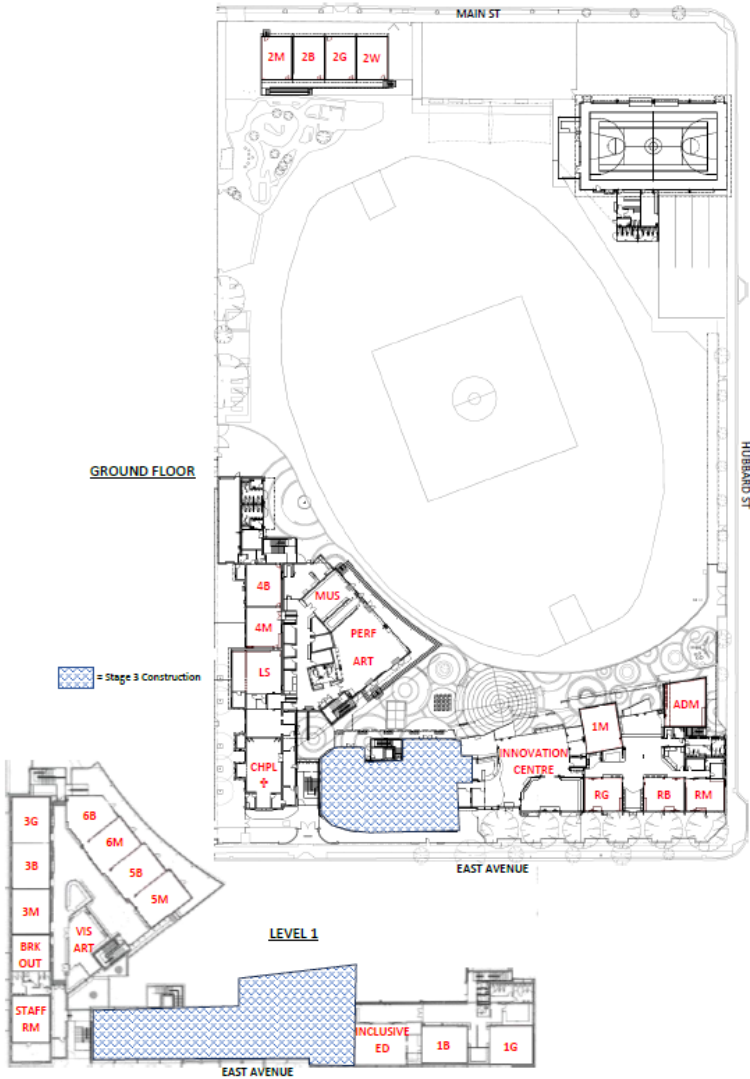 MAIN ST
2M 2B 2G 2W
HUBBARD ST
GROUND FLOOR
4B
MUS
4M
PERF
ART
LS
= Stage 3 Construction
ADM
1M
INNOVATION
CENTRE
CHPL
RG RB RM
EAST AVENUE
6B
3G
6M
3B
5B
5M
3M
VIS
ART
LEVEL 1
BRK
OUT
STAFF
RM
INCLUSIVE
ED
1B 1G
EAST AVENUE